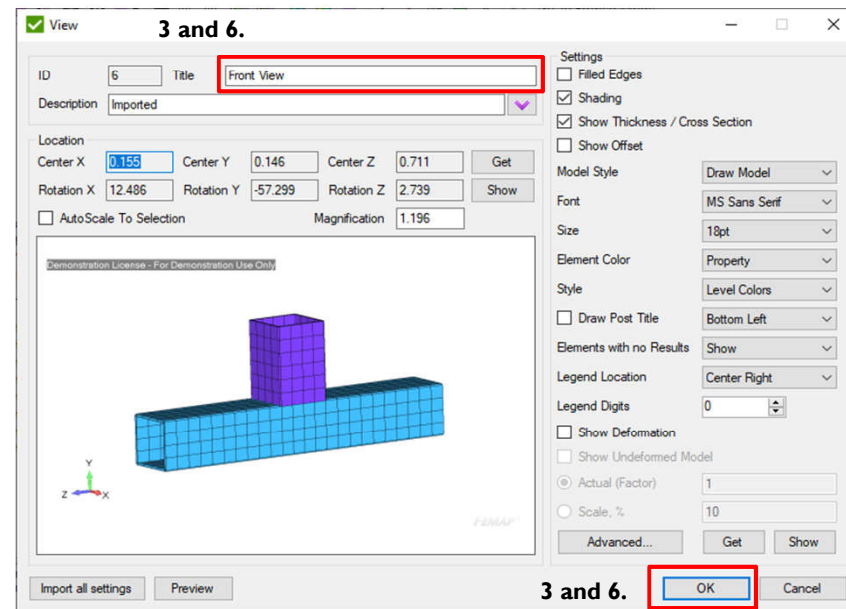 View
3 and 6.
ID 6 Title Front View
Description Imported
Location
Center X 0.155 Center Y 0.146 Center Z 0.711 Get
Rotation X 12.486 Rotation Y -57.299 Rotation Z 2.739 Show
AutoScale To Selection Magnification 1.196
Demonstration License - For Demonstration Use Only
Y
Z X
FEMAP
Settings
Filled Edges
Shading
Show Thickness / Cross Section
Show Offset
Model Style Draw Model
Font MS Sans Serif
Size 18pt
Element Color Property
Style Level Colors
Draw Post Title Bottom Left
Elements with no Results Show
Legend Location Center Right
Legend Digits 0
Show Deformation
Show Undeformed Model
Actual (Factor) 1
Scale, % 10
Advanced... Get Show
Import all settings Preview
3 and 6. OK Cancel